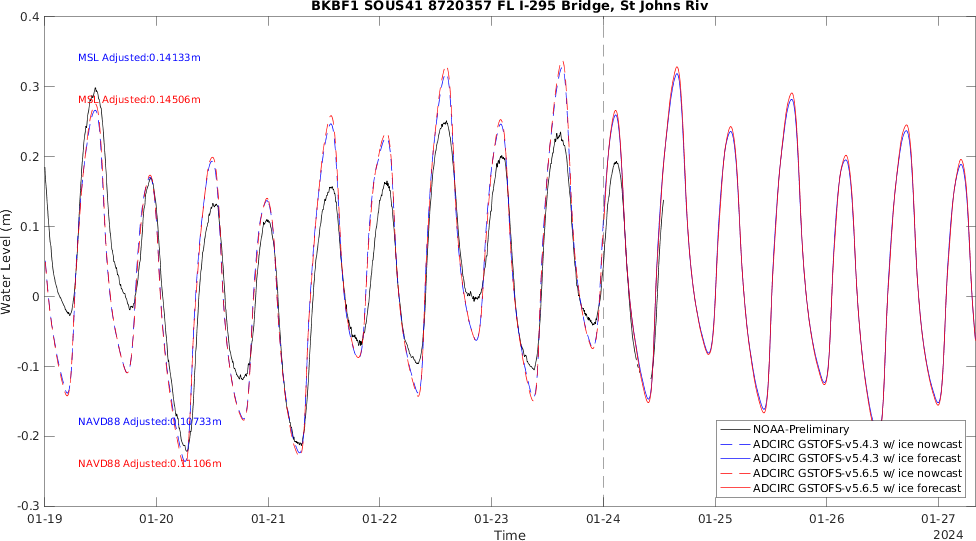 BKBF1 SOUS41 8720357 FL I-295 Bridge, St Johns Riv
0.4
0.3
0.2
0.1
0
-0.1
-0.2
-0.3
Water Level (m)
MSL Adjusted:0.14133m
MSL Adjusted:0.14506m
NAVD88 Adjusted:0.10733m
NAVD88 Adjusted:0.11106m
NOAA-Preliminary
ADCIRC GSTOFS-v5.4.3 w/ ice nowcast
ADCIRC GSTOFS-v5.4.3 w/ ice forecast
ADCIRC GSTOFS-v5.6.5 w/ ice nowcast
ADCIRC GSTOFS-v5.6.5 w/ ice forecast
01-19 01-20 01-21 01-22 01-23 01-24 01-25 01-26 01-27
Time
2024